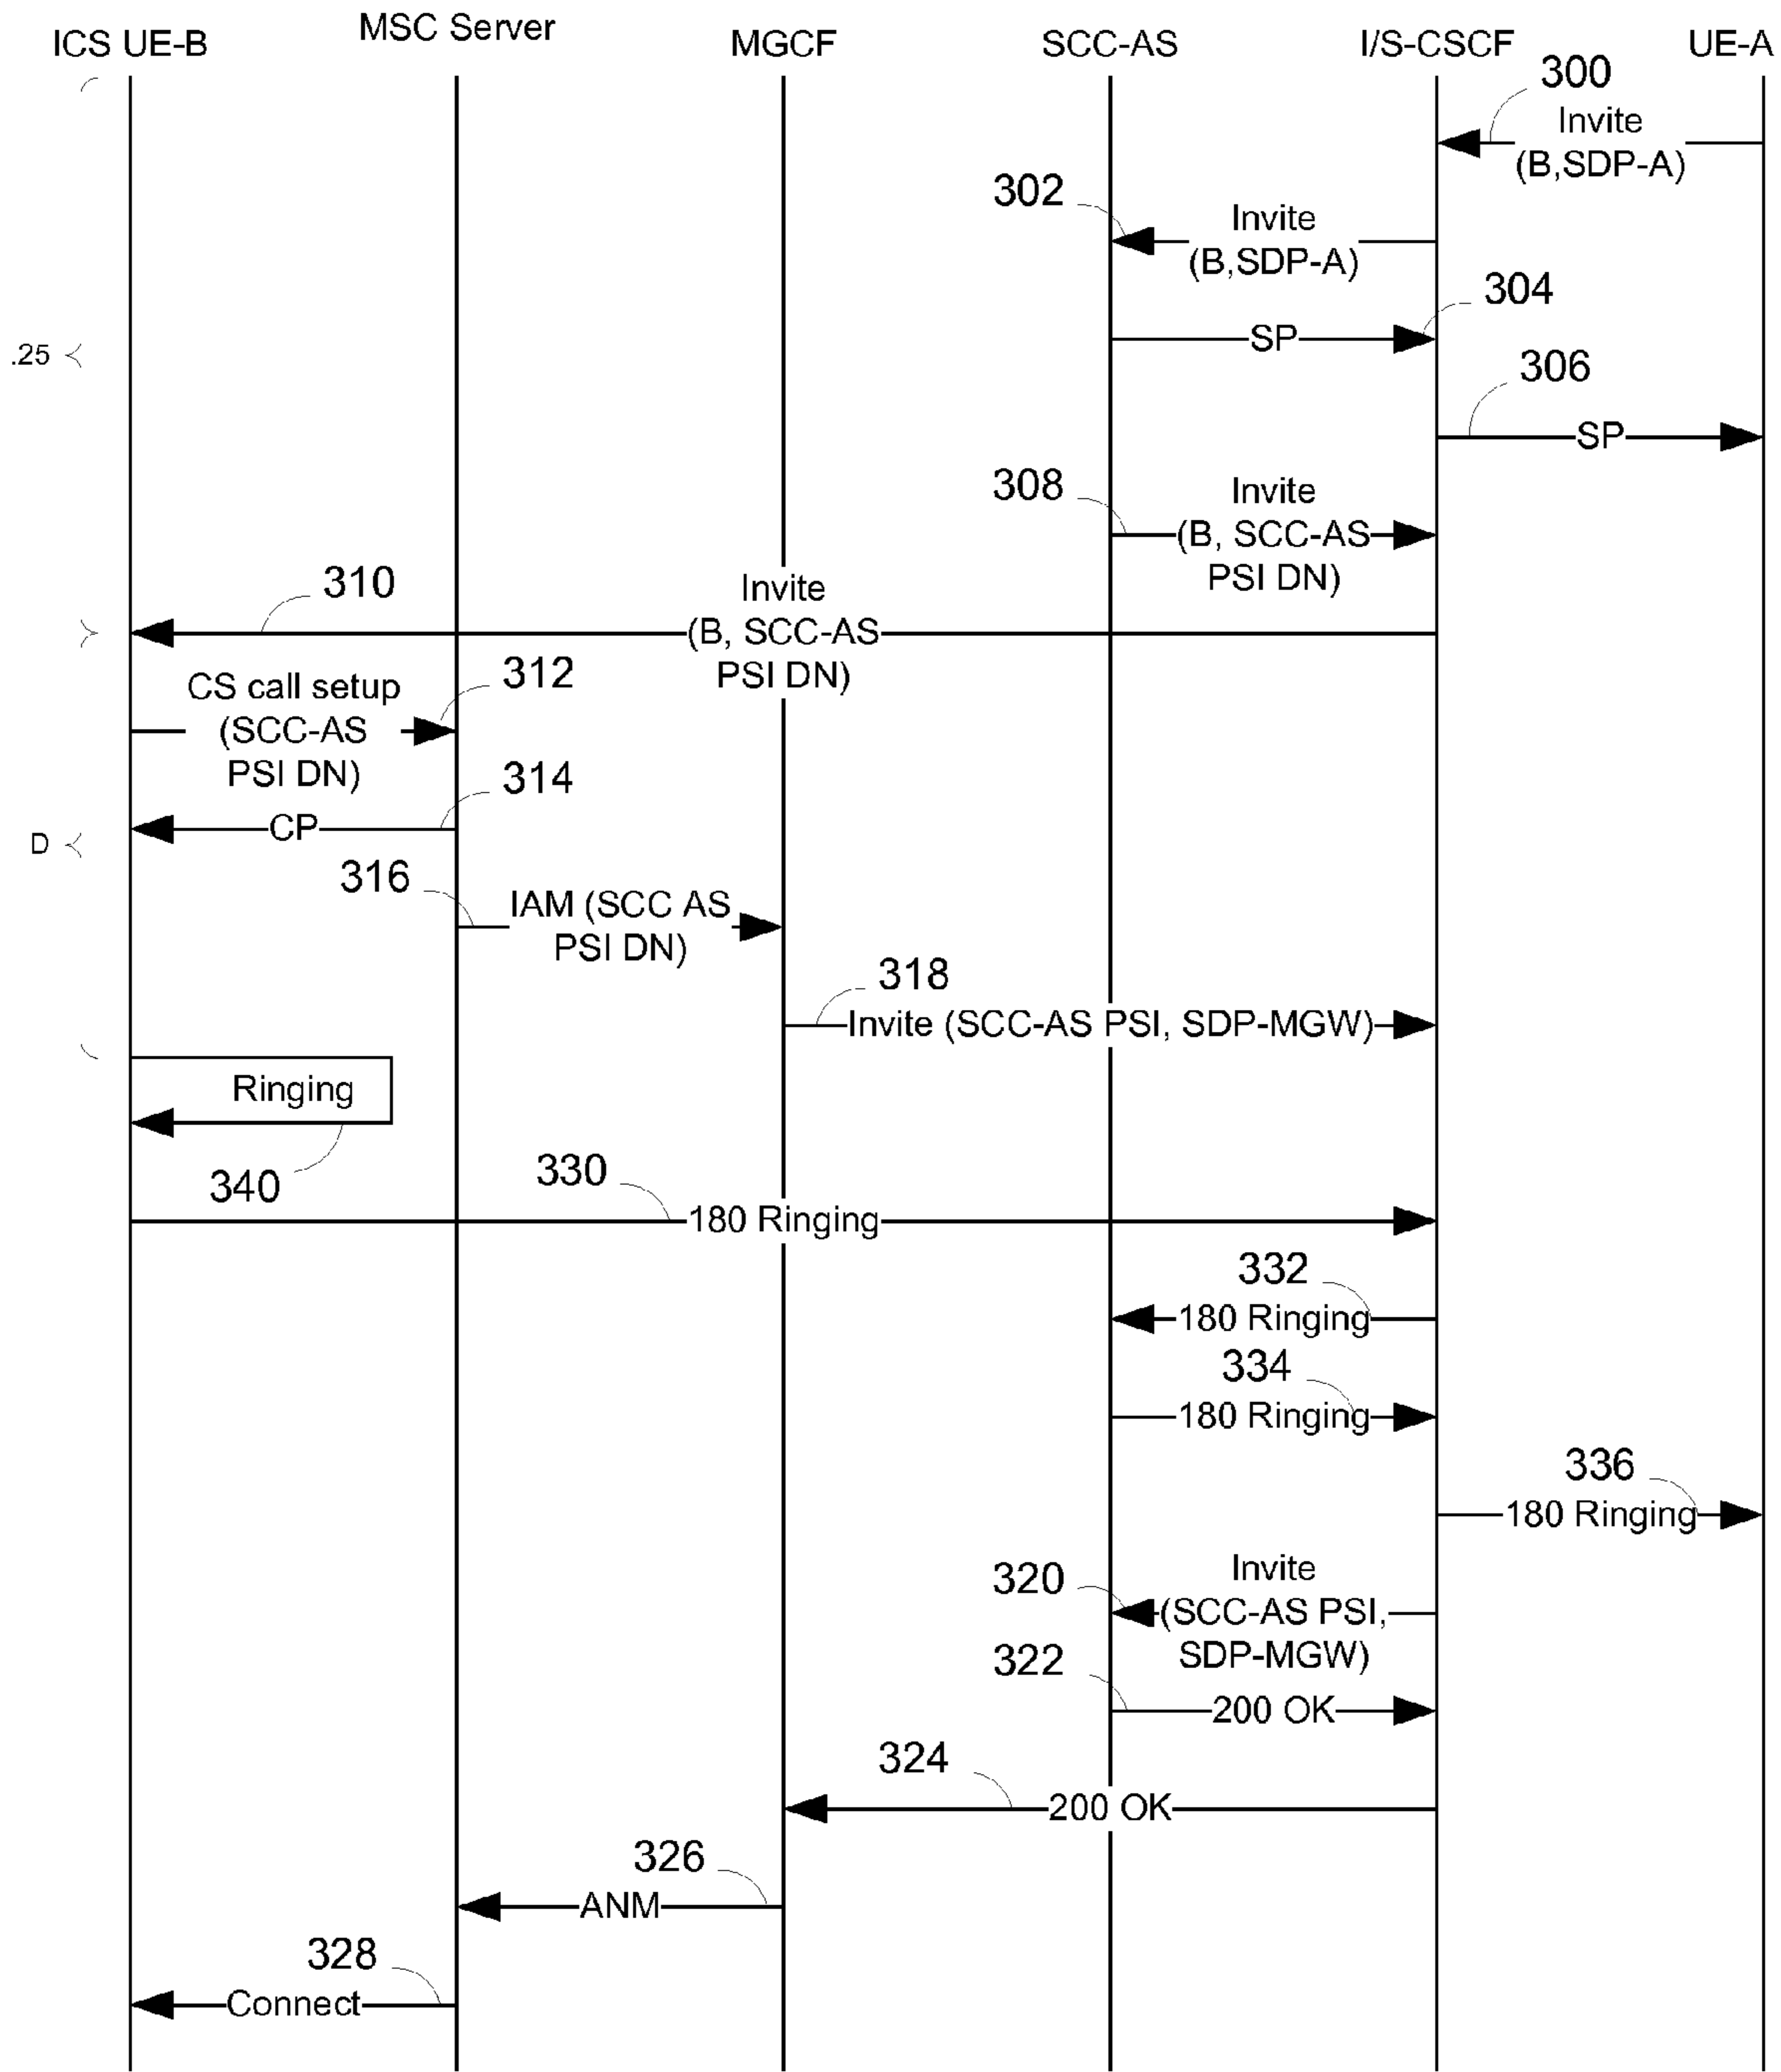 ICS UE-B
MSC Server
MGCF
SCC-AS
I/S-CSCF
UE-A
300
Invite
(B,SDP-A)
302
Invite
(B,SDP-A)
304
SP
.25
306
SP
308
Invite
(B, SCC-AS
PSI DN)
310
Invite
(B, SCC-AS
PSI DN)
312
CS call setup
(SCC-AS
PSI DN)
314
CP
D
316
IAM (SCC AS
PSI DN)
318
Invite (SCC-AS PSI, SDP-MGW)
Ringing
340
330
180 Ringing
332
180 Ringing
334
180 Ringing
336
180 Ringing
320
Invite
(SCC-AS PSI,
SDP-MGW)
322
200 OK
324
200 OK
326
ANM
328
Connect